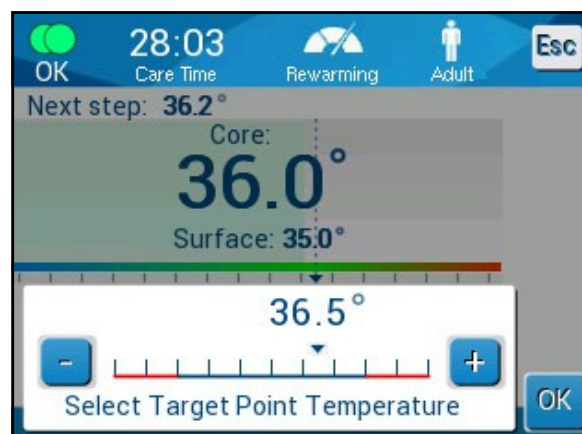 OK
28:03
Care Time
Rewarming
Adult
Esc
Next step: 36.2°
Core:
36.0°
Surface: 35.0°
36.5°
- +
Select Target Point Temperature
OK